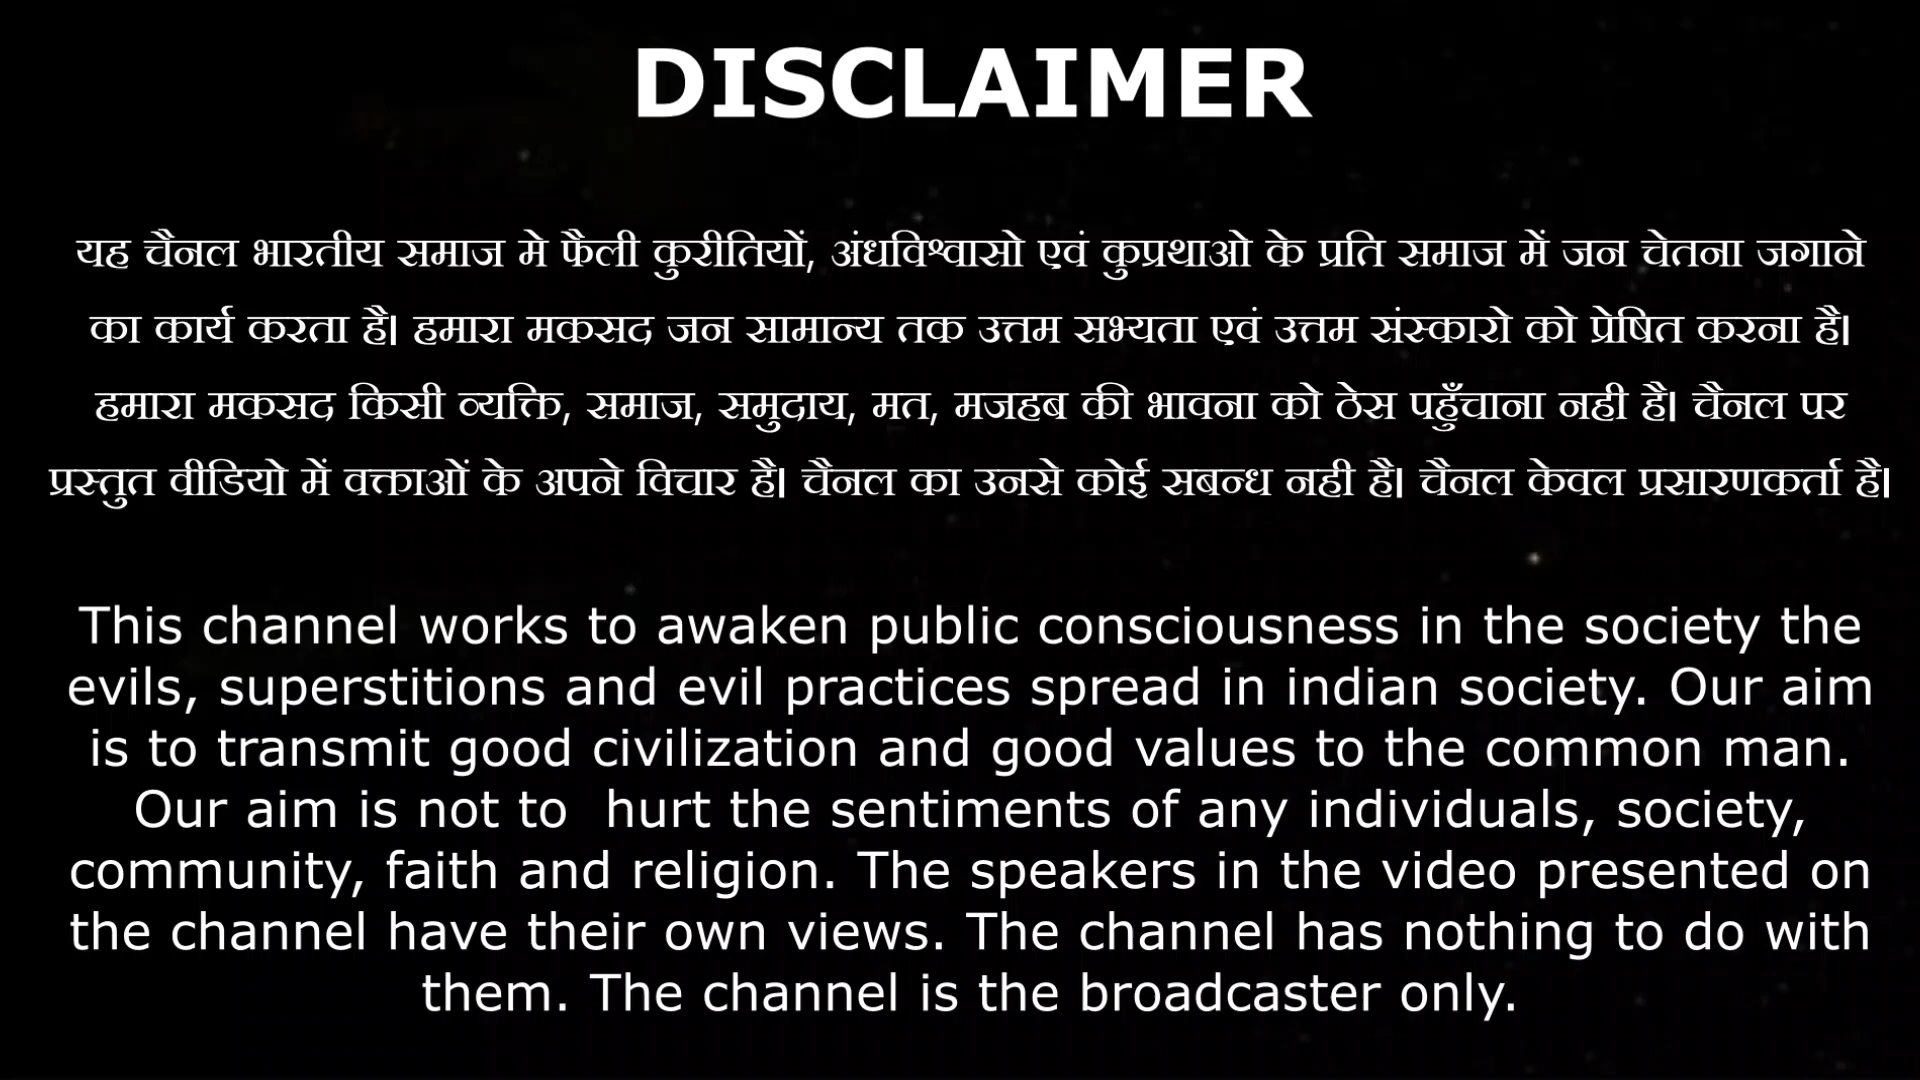 DISCLAIMER
यह चैनल भारतीय समाज मे फैली कुरीतियों, अंधविश्वासो एवं कुप्रथाओ के प्रति समाज में जन चेतना जगाने
का कार्य करता है। हमारा मकसद जन सामान्य तक उत्तम सभ्यता एवं उत्तम संस्कारो को प्रेषित करना है।
हमारा मकसद किसी व्यक्ति, समाज, समुदाय, मत, मजहब की भावना को ठेस पहुँचाना नही है। चैनल पर
प्रस्तुत वीडियो में वक्ताओं के अपने विचार है। चैनल का उनसे कोई सबन्ध नही है। चैनल केवल प्रसारणकर्ता है।
This channel works to awaken public consciousness in the society the
evils, superstitions and evil practices spread in indian society. Our aim
is to transmit good civilization and good values to the common man.
Our aim is not to  hurt the sentiments of any individuals, society,
community, faith and religion. The speakers in the video presented on
the channel have their own views. The channel has nothing to do with
them. The channel is the broadcaster only.